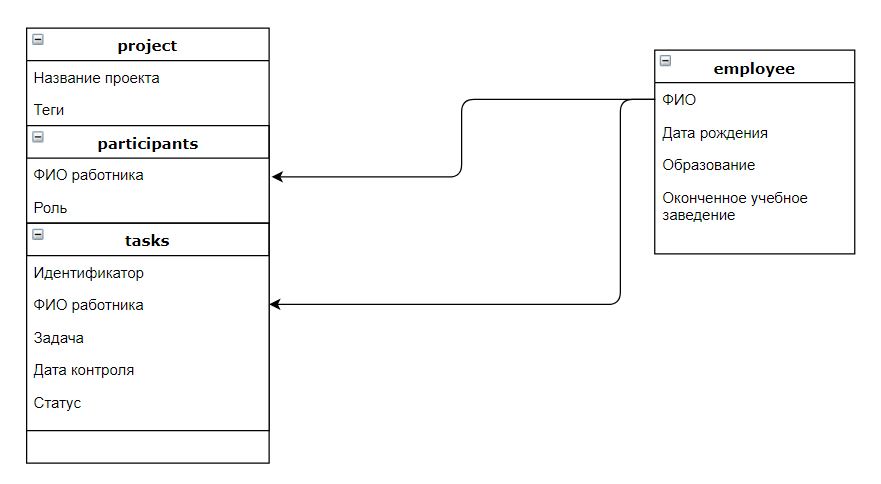 project
Название проекта
Теги
participants
ФИО работника
Роль
tasks
Идентификатор
ФИО работника
Задача
Дата контроля
Статус
employee
ФИО
Дата рождения
Образование
Оконченное учебное
заведение